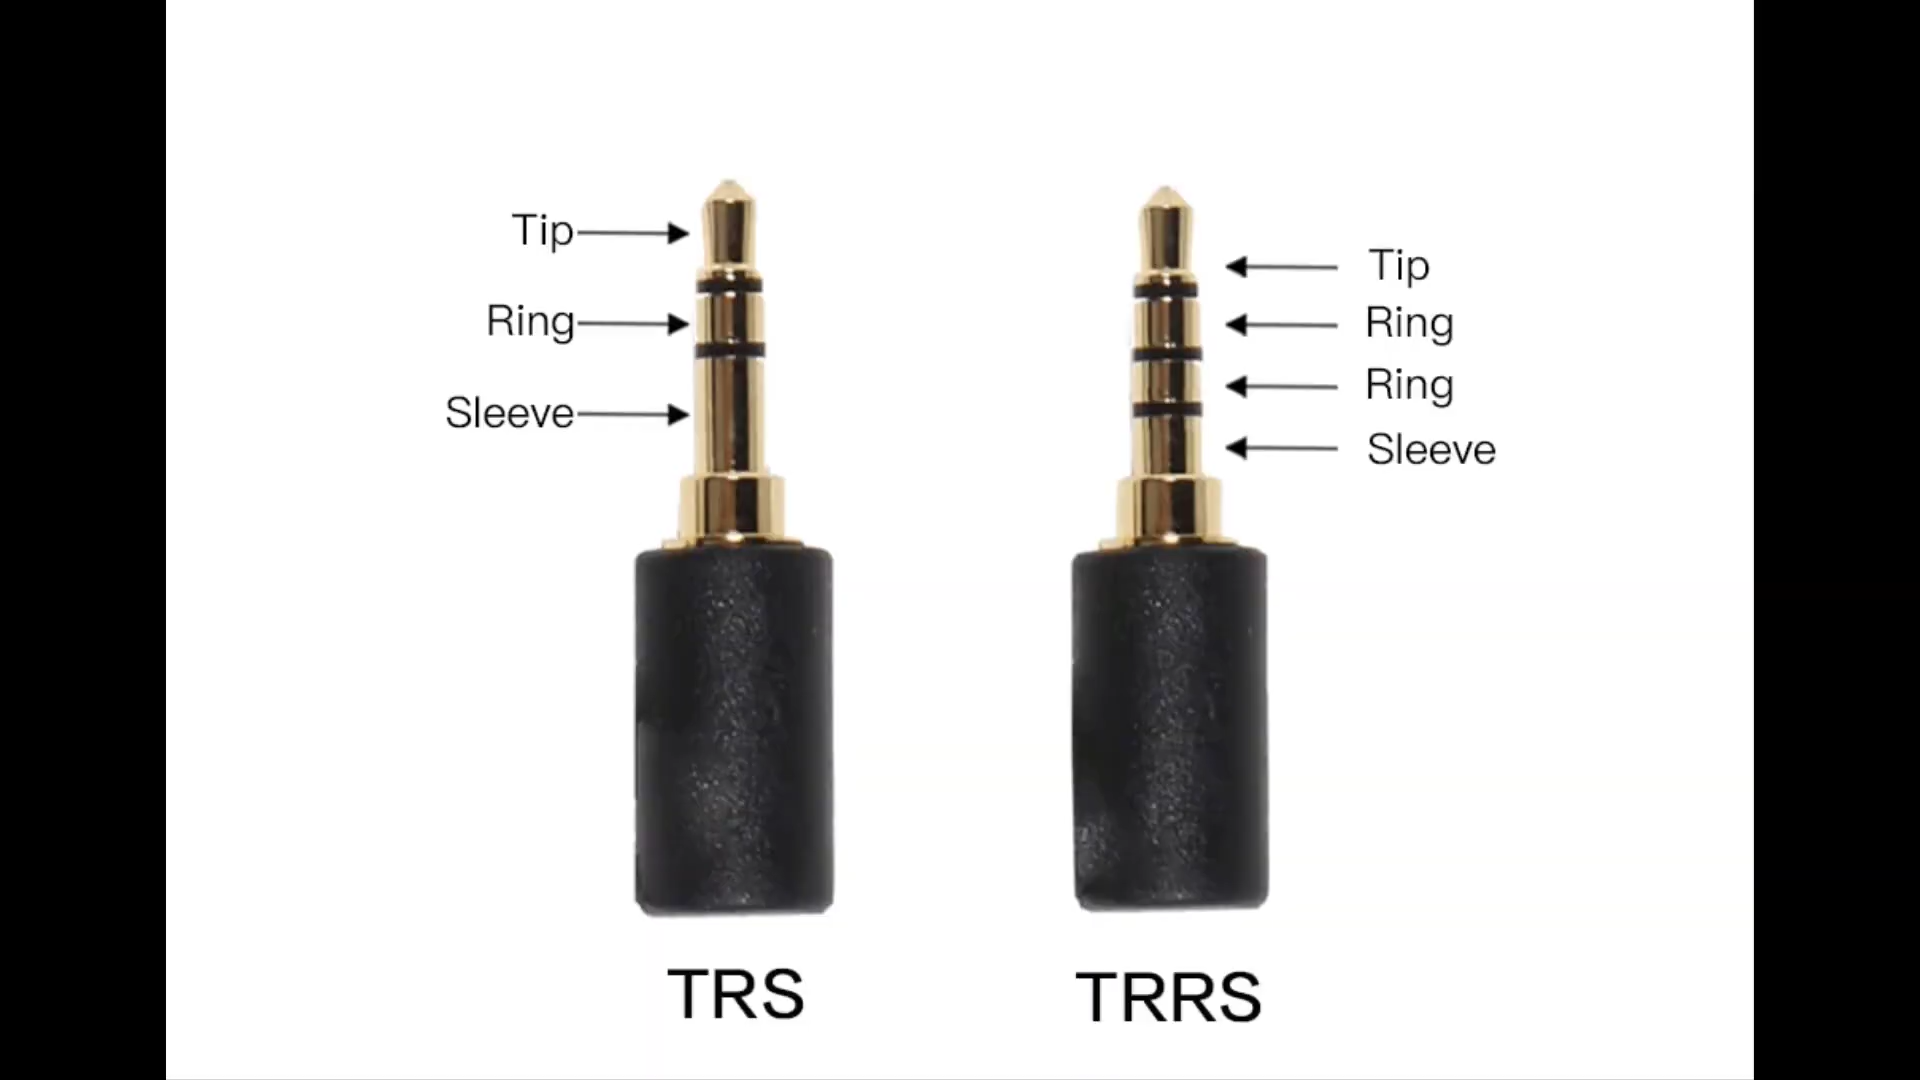 Tip
Ring
Sleeve
Tip
Ring
Ring
Sleeve
TRS
TRRS